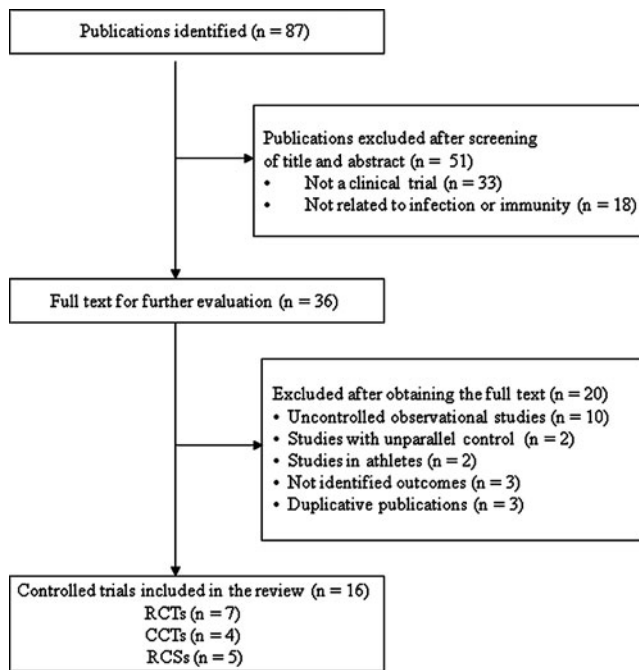 Publications identified (n = 87)
Publications excluded after screening
of title and abstract (n = 51)
• Not a clinical trial (n = 33)
• Not related to infection or immunity (n = 18)
Full text for further evaluation (n = 36)
Excluded after obtaining the full text (n = 20)
• Uncontrolled observational studies (n = 10)
• Studies with unparallel control (n = 2)
• Studies in athletes (n = 2)
• Not identified outcomes (n = 3)
• Duplicative publications (n = 3)
Controlled trials included in the review (n = 16)
RCTs (n = 7)
CCTs (n = 4)
RCSs (n = 5)